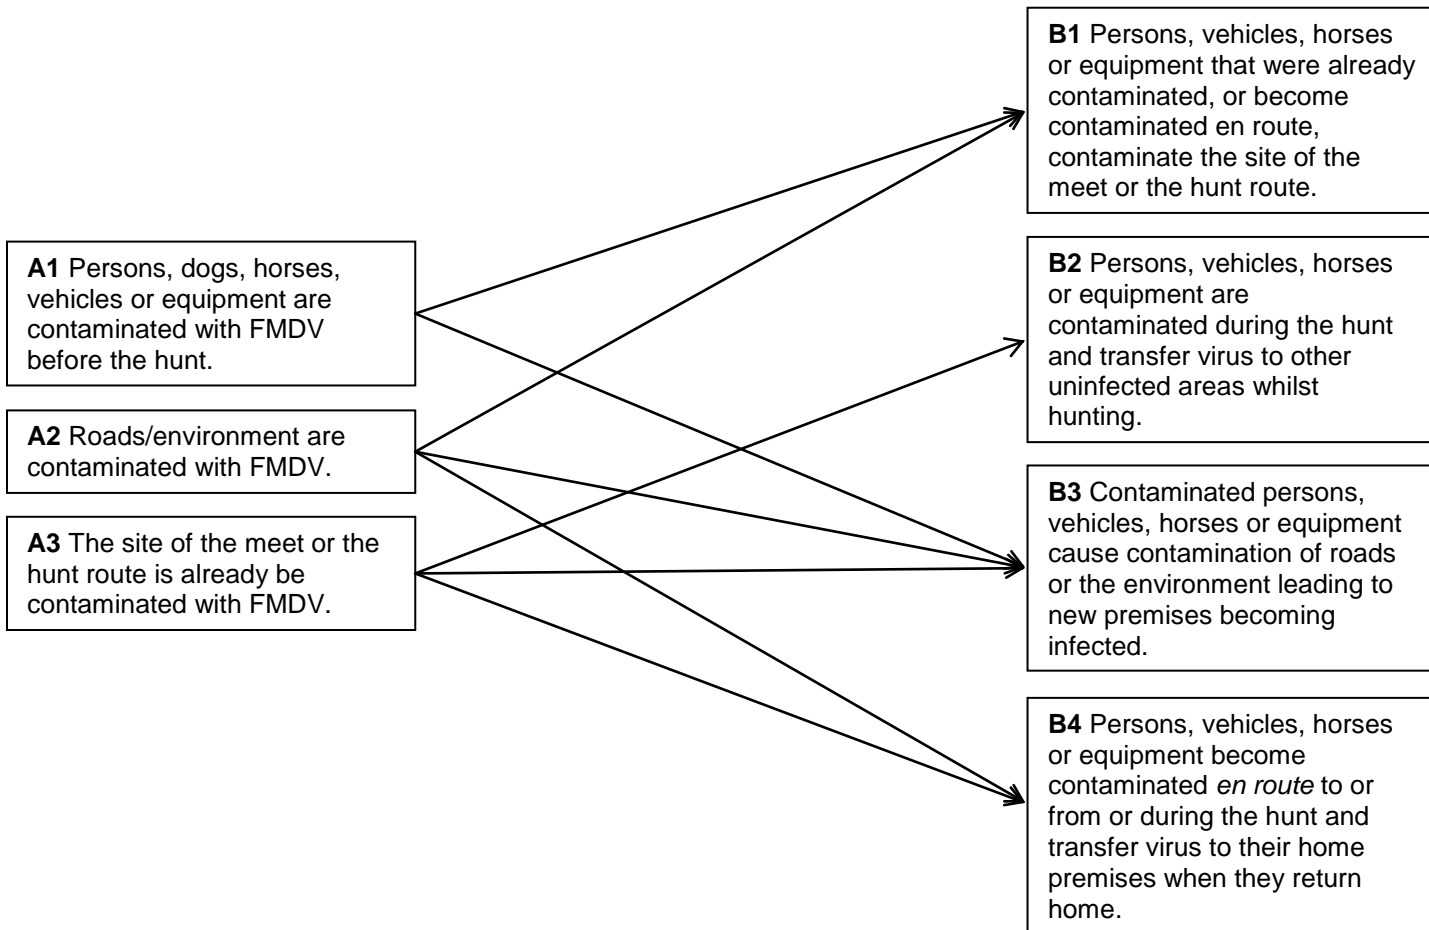 A1 Persons, dogs, horses,
vehicles or equipment are
contaminated with FMDV
before the hunt.
A2 Roads/environment are
contaminated with FMDV.
A3 The site of the meet or the
hunt route is already be
contaminated with FMDV.
B1 Persons, vehicles, horses
or equipment that were already
contaminated, or become
contaminated en route,
contaminate the site of the
meet or the hunt route.
B2 Persons, vehicles, horses
or equipment are
contaminated during the hunt
and transfer virus to other
uninfected areas whilst
hunting.
B3 Contaminated persons,
vehicles, horses or equipment
cause contamination of roads
or the environment leading to
new premises becoming
infected.
B4 Persons, vehicles, horses
or equipment become
contaminated en route to or
from or during the hunt and
transfer virus to their home
premises when they return
home.